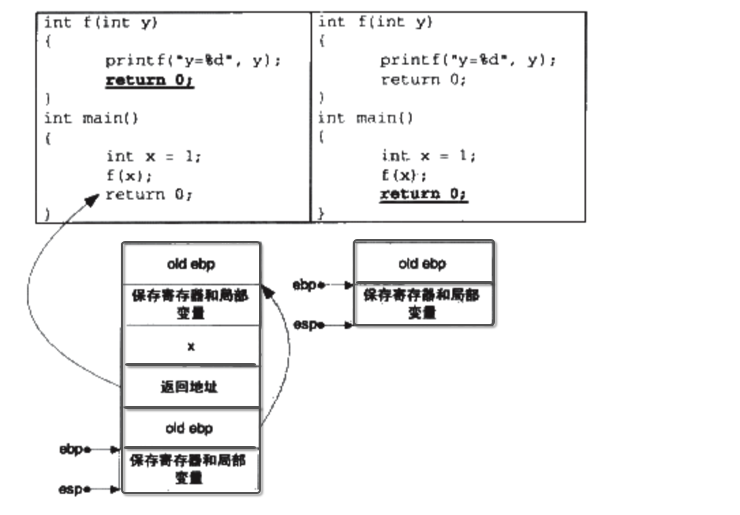 int f(int y)
{
printf("y=%d", y);
return 0;
}
int main()
{
int x = 1;
f(x);
return 0;
}
int f(int y)
{
printf("y=%d", y);
return 0;
}
int main()
{
int x = 1;
f(x);
return 0;
}
old ebp
保存寄存器和局部
变量
x
返回地址
old ebp
ebp
保存寄存器和局部
变量
esp
old ebp
ebp
保存寄存器和局部
变量
esp